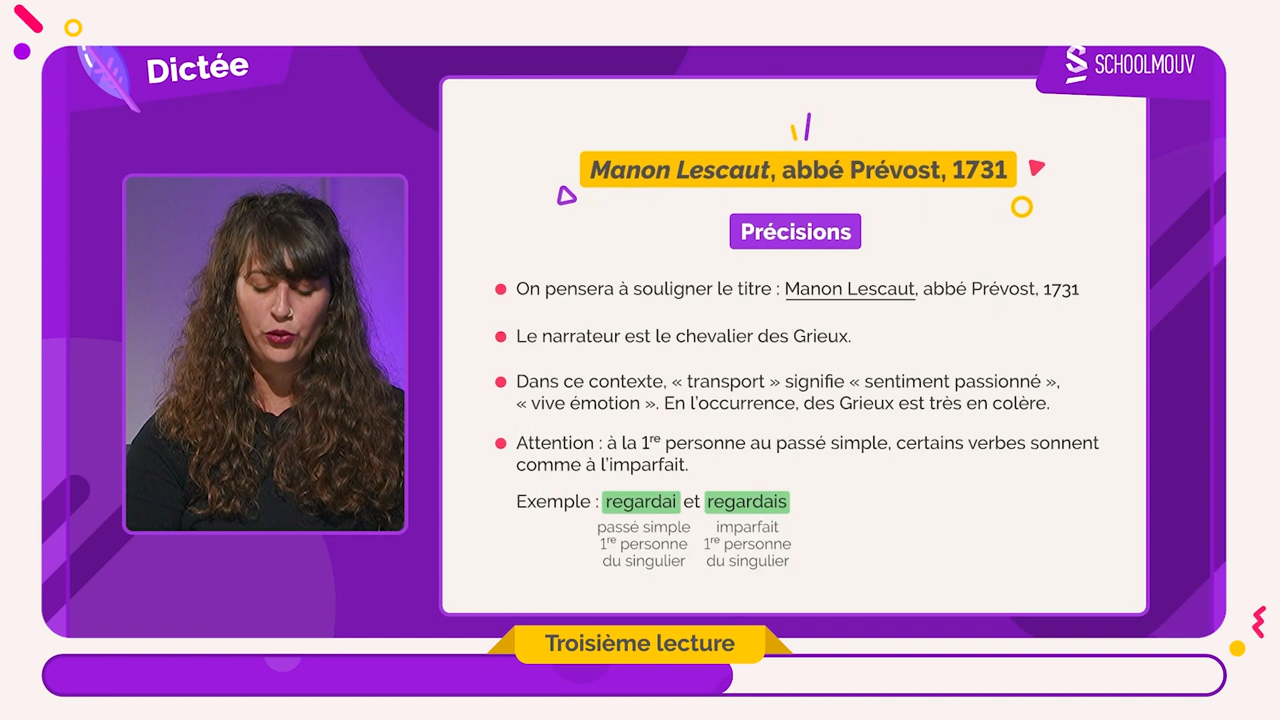 Dictée
SCHOOLMOUV
Manon Lescaut, abbé Prévost, 1731
Précisions
On pensera à souligner le titre : Manon Lescaut, abbé Prévost, 1731
Le narrateur est le chevalier des Grieux.
Dans ce contexte, « transport » signifie « sentiment passionné »,
« vive émotion ». En l'occurrence, des Grieux est très en colère.
Attention : à la 1re personne au passé simple, certains verbes sonnent
comme à l'imparfait.
Exemple : regardai et regardais
passé simple imparfait
1re personne 1re personne
du singulier du singulier
Troisième lecture